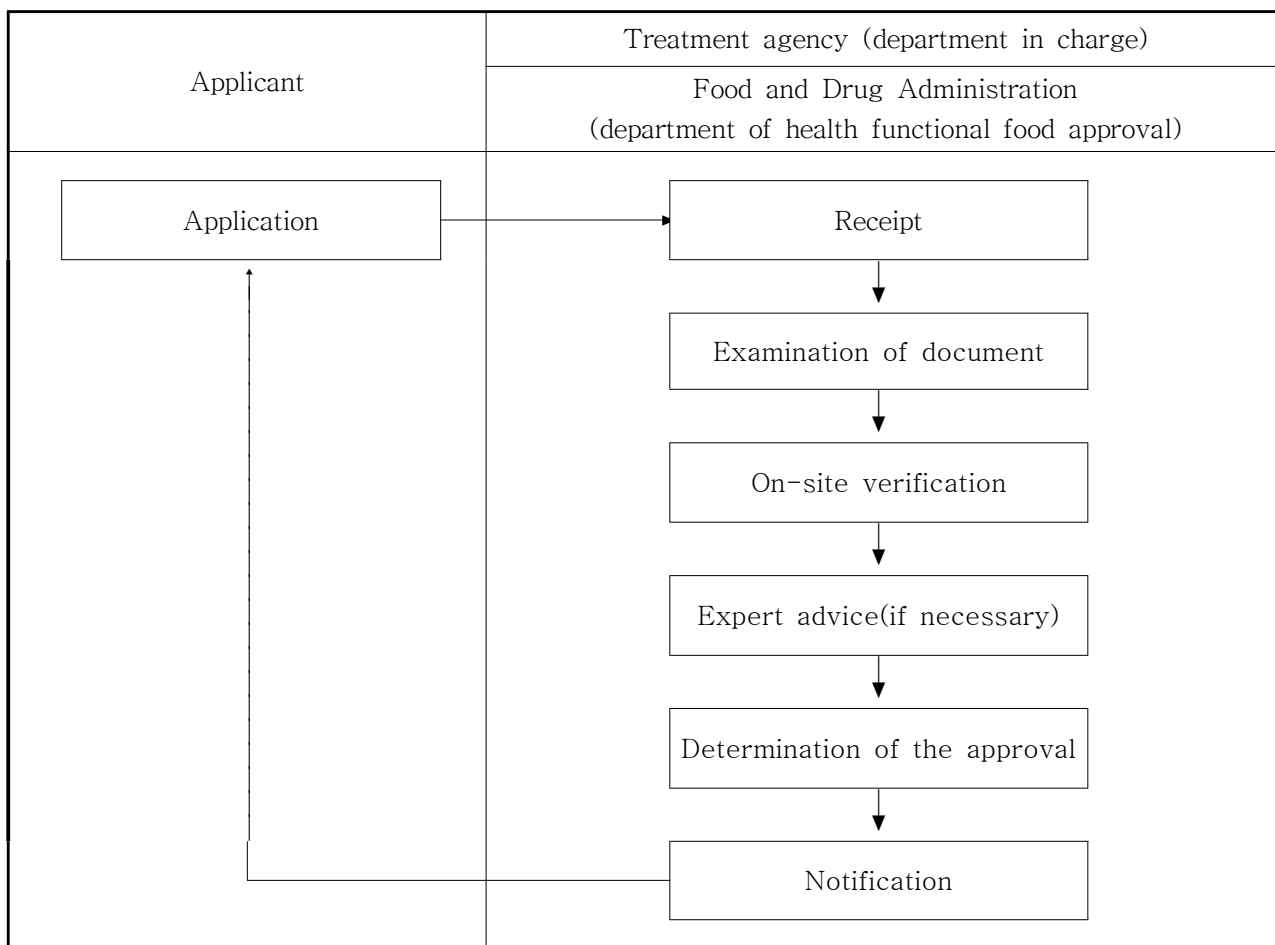 Applicant
Treatment agency (department in charge)
Food and Drug Administration
(department of health functional food approval)
Application
Receipt
Examination of document
On-site verification
Expert advice(if necessary)
Determination of the approval
Notification